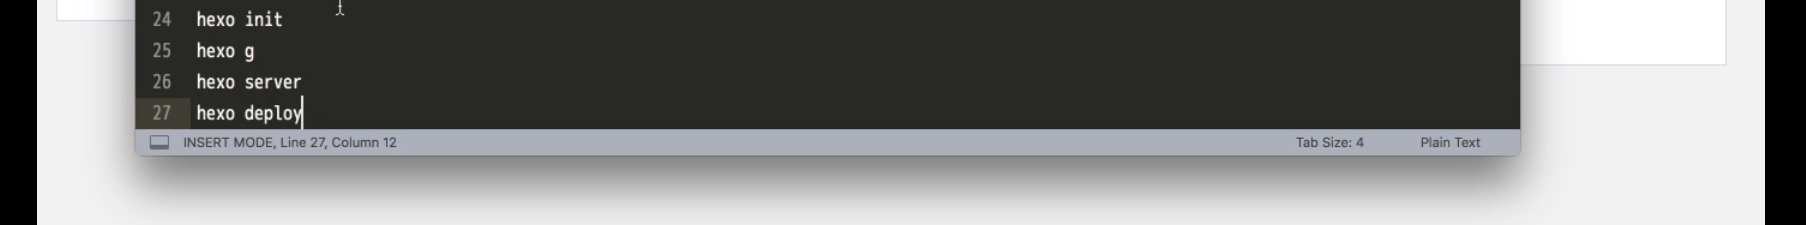 24 hexo init
25 hexo g
26 hexo server
27 hexo deploy
INSERT MODE, Line 27, Column 12 Tab Size: 4 Plain Text